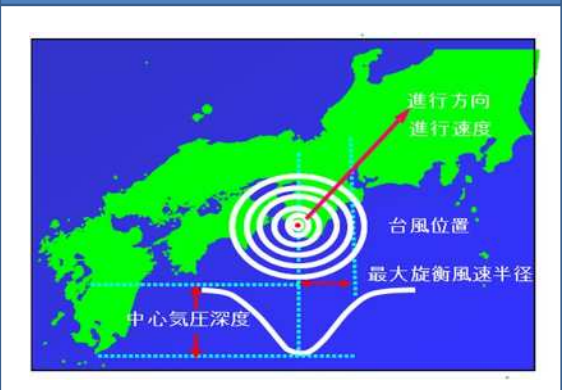 進行方向
進行速度
台風位置
最大旋衡風速半径
中心気圧深度